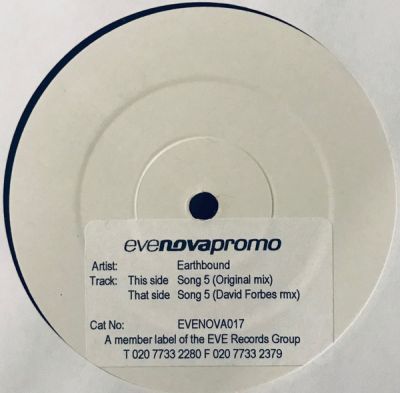 evenovapromo
Artist: Earthbound
Track: This side Song 5 (Original mix)
That side Song 5 (David Forbes rmx)
Cat No: EVENOVA017
A member label of the EVE Records Group
T 020 7733 2280 F 020 7733 2379